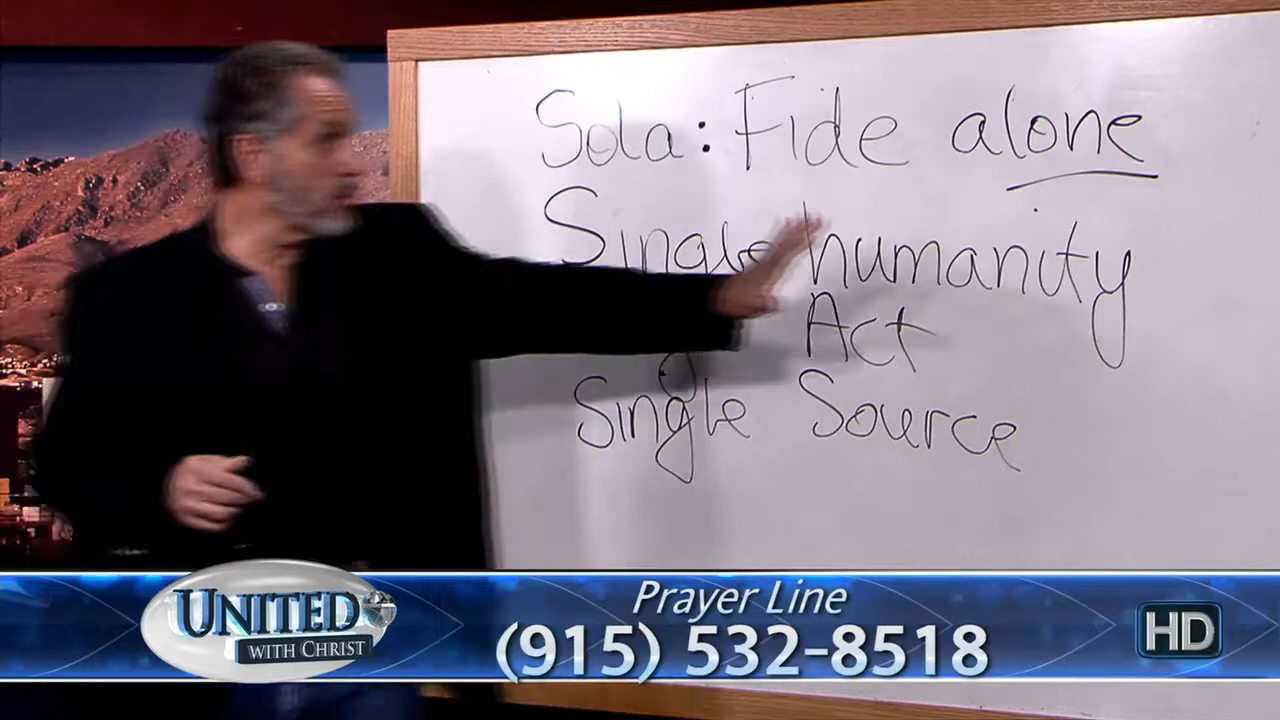 Sola: Fide alone
Single humanity
Act
Single Source
UNITED
WITH CHRIST
Prayer Line
(915) 532-8518
HD